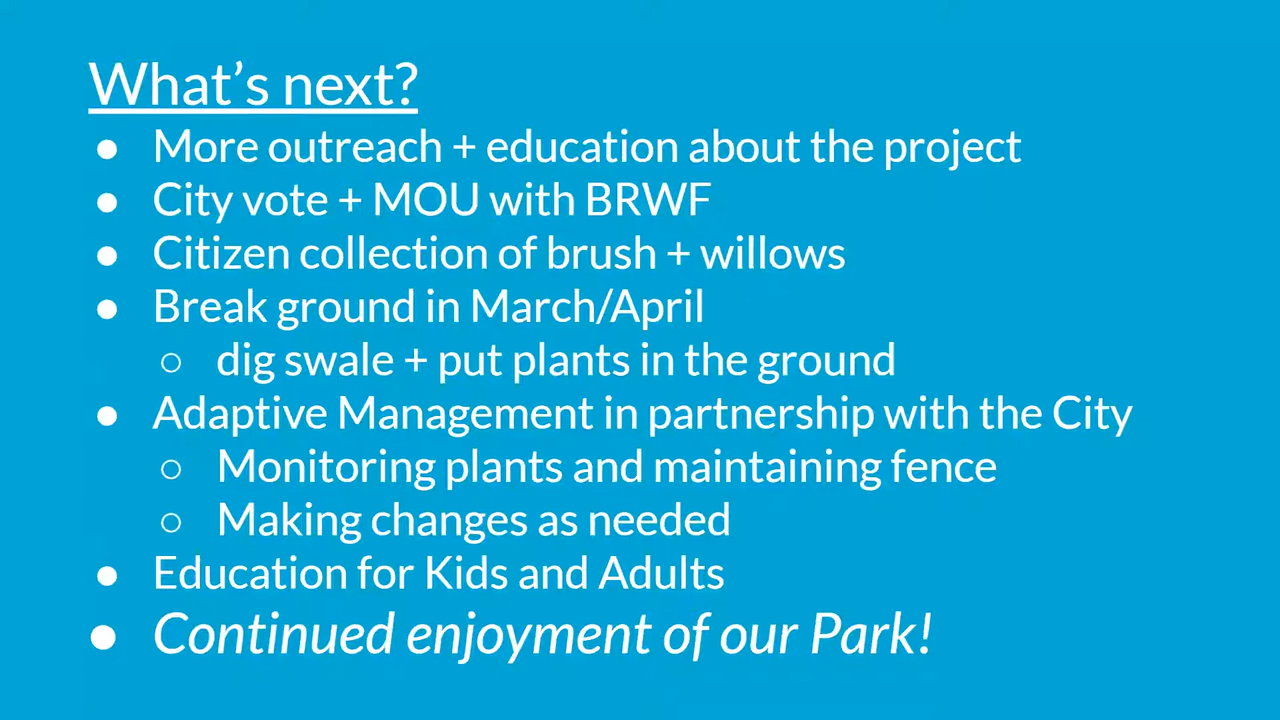 What’s next?
● More outreach + education about the project
● City vote + MOU with BRWF
● Citizen collection of brush + willows
● Break ground in March/April
○ dig swale + put plants in the ground
● Adaptive Management in partnership with the City
○ Monitoring plants and maintaining fence
○ Making changes as needed
● Education for Kids and Adults
● Continued enjoyment of our Park!